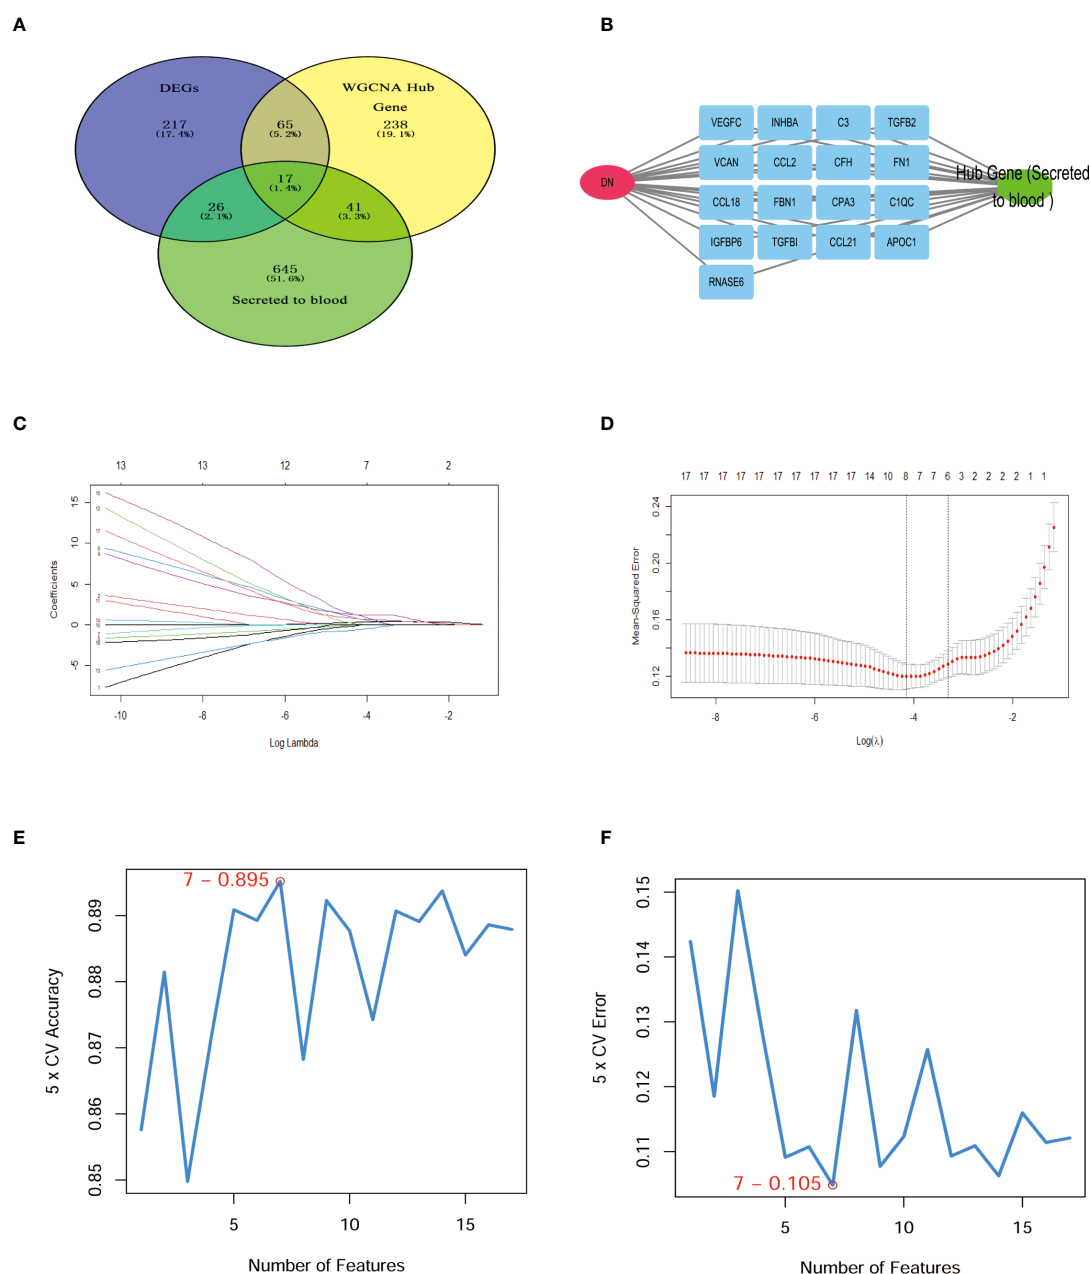 A
DEGs
217
(17.4%)
65
(5.2%)
WGCNA Hub
Gene
238
(19.1%)
17
(1.4%)
26
(2.1%)
41
(3.3%)
645
(51.6%)
Secreted to blood
B
VEGFC INHBA C3 TGFB2
VCAN CCL2 CFH FN1
DN
Hub Gene (Secreted
to blood )
CCL18 FBN1 CPA3 C1QC
IGFBP6 TGFBI CCL21 APOC1
RNASE6
C
13 13 12 7 2
15
10
5
0
-5
Coefficients
-10 -8 -6 -4 -2
Log Lambda
D
17 17 17 17 17 17 17 17 17 17 14 10 8 7 7 6 3 2 2 2 2 1 1
0.24
0.20
0.16
0.12
Mean-Squared Error
-8 -6 -4 -2
Log(λ)
E
7 – 0.895
0.89
0.88
0.87
0.86
0.85
5 x CV Accuracy
5 10 15
Number of Features
F
0.15
0.14
0.13
0.12
0.11
5 x CV Error
7 – 0.105
5 10 15
Number of Features